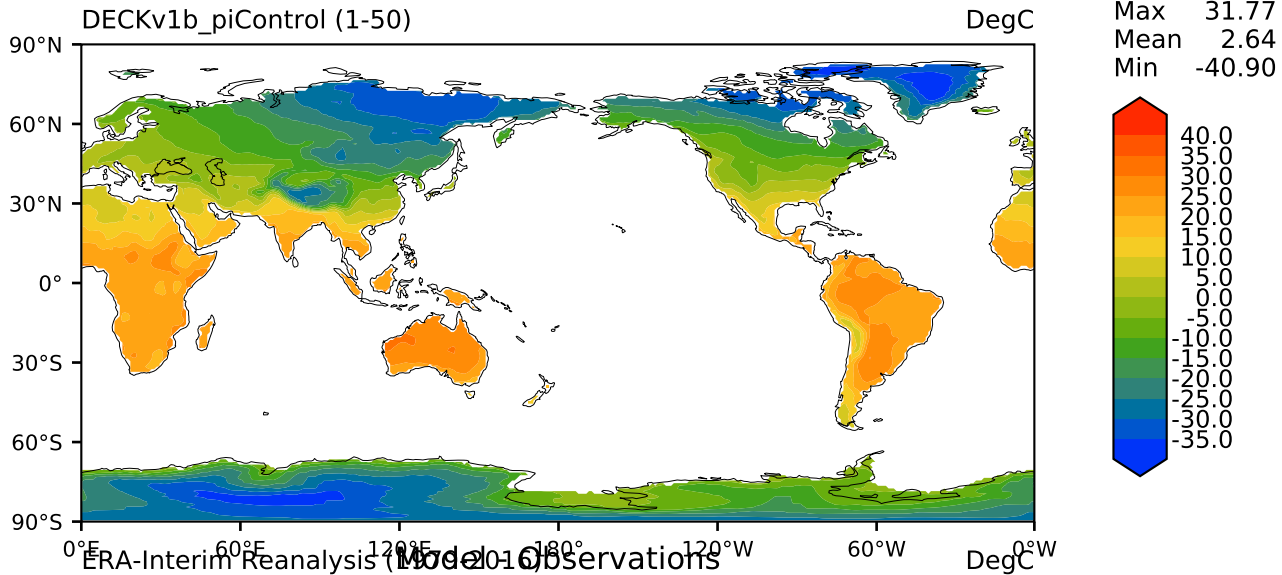 DECKv1b_piControl (1-50) DegC
Max 31.77
Mean 2.64
Min -40.90
90°N
60°N
30°N
0°
30°S
60°S
90°S
0°E 60°E 120°E 180° 120°W 60°W 0°W
40.0
35.0
30.0
25.0
20.0
15.0
10.0
5.0
0.0
-5.0
-10.0
-15.0
-20.0
-25.0
-30.0
-35.0
ERA-Interim Reanalysis (1979-2016) DegC
Model - Observations